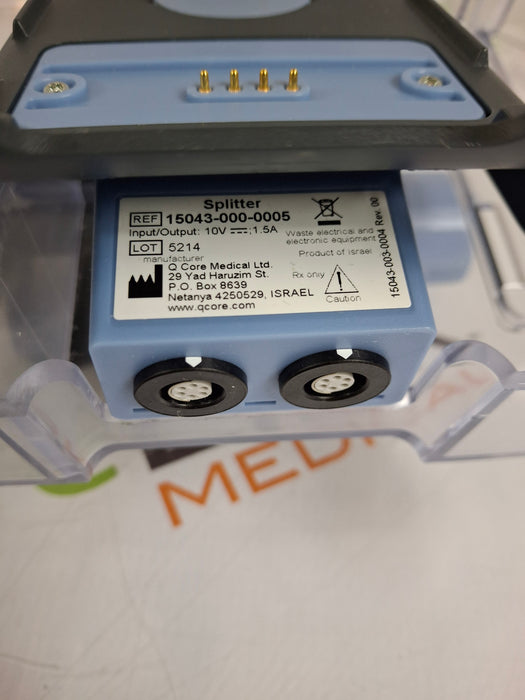 Splitter
REF 15043-000-0005
Input/Output: 10V ⎓;1.5A
LOT 5214
manufacturer
Q Core Medical Ltd.
29 Yad Haruzim St.
P.O. Box 8639
Netanya 4250529, ISRAEL
www.qcore.com
Waste electrical and
electronic equipment
Product of Israel
Rx only
Caution
15043-003-0004 Rev. 00